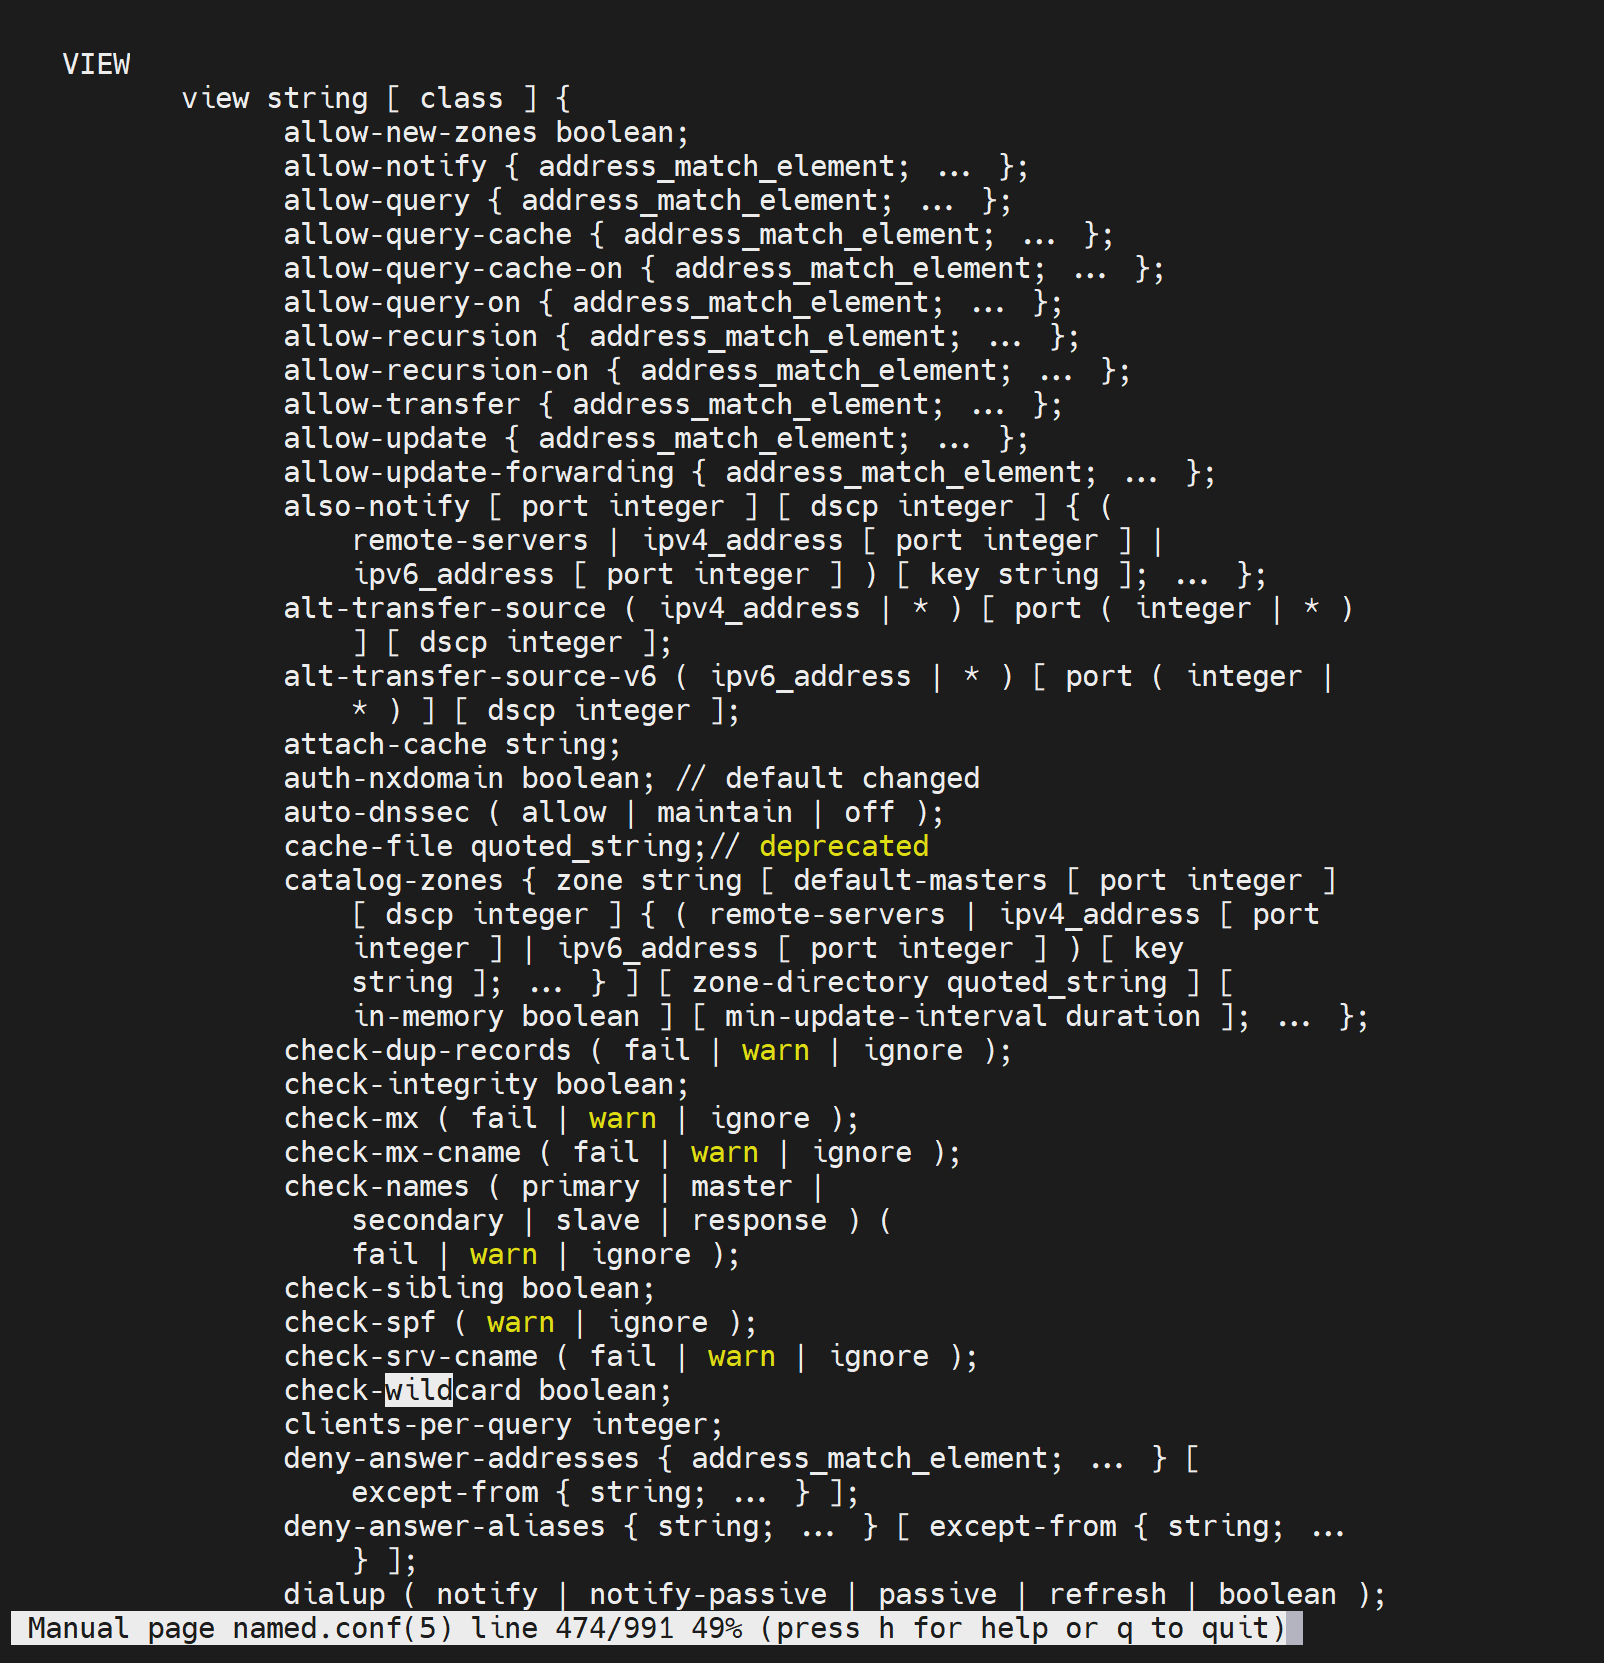 VIEW
view string [ class ] {
allow-new-zones boolean;
allow-notify { address_match_element; ... };
allow-query { address_match_element; ... };
allow-query-cache { address_match_element; ... };
allow-query-cache-on { address_match_element; ... };
allow-query-on { address_match_element; ... };
allow-recursion { address_match_element; ... };
allow-recursion-on { address_match_element; ... };
allow-transfer { address_match_element; ... };
allow-update { address_match_element; ... };
allow-update-forwarding { address_match_element; ... };
also-notify [ port integer ] [ dscp integer ] { (
remote-servers | ipv4_address [ port integer ] |
ipv6_address [ port integer ] ) [ key string ]; ... };
alt-transfer-source ( ipv4_address | * ) [ port ( integer | * )
] [ dscp integer ];
alt-transfer-source-v6 ( ipv6_address | * ) [ port ( integer |
* ) ] [ dscp integer ];
attach-cache string;
auth-nxdomain boolean; // default changed
auto-dnssec ( allow | maintain | off );
cache-file quoted_string;// deprecated
catalog-zones { zone string [ default-masters [ port integer ]
[ dscp integer ] { ( remote-servers | ipv4_address [ port
integer ] | ipv6_address [ port integer ] ) [ key
string ]; ... } ] [ zone-directory quoted_string ] [
in-memory boolean ] [ min-update-interval duration ]; ... };
check-dup-records ( fail | warn | ignore );
check-integrity boolean;
check-mx ( fail | warn | ignore );
check-mx-cname ( fail | warn | ignore );
check-names ( primary | master |
secondary | slave | response ) (
fail | warn | ignore );
check-sibling boolean;
check-spf ( warn | ignore );
check-srv-cname ( fail | warn | ignore );
check-wildcard boolean;
clients-per-query integer;
deny-answer-addresses { address_match_element; ... } [
except-from { string; ... } ];
deny-answer-aliases { string; ... } [ except-from { string; ...
} ];
dialup ( notify | notify-passive | passive | refresh | boolean );
Manual page named.conf(5) line 474/991 49% (press h for help or q to quit)